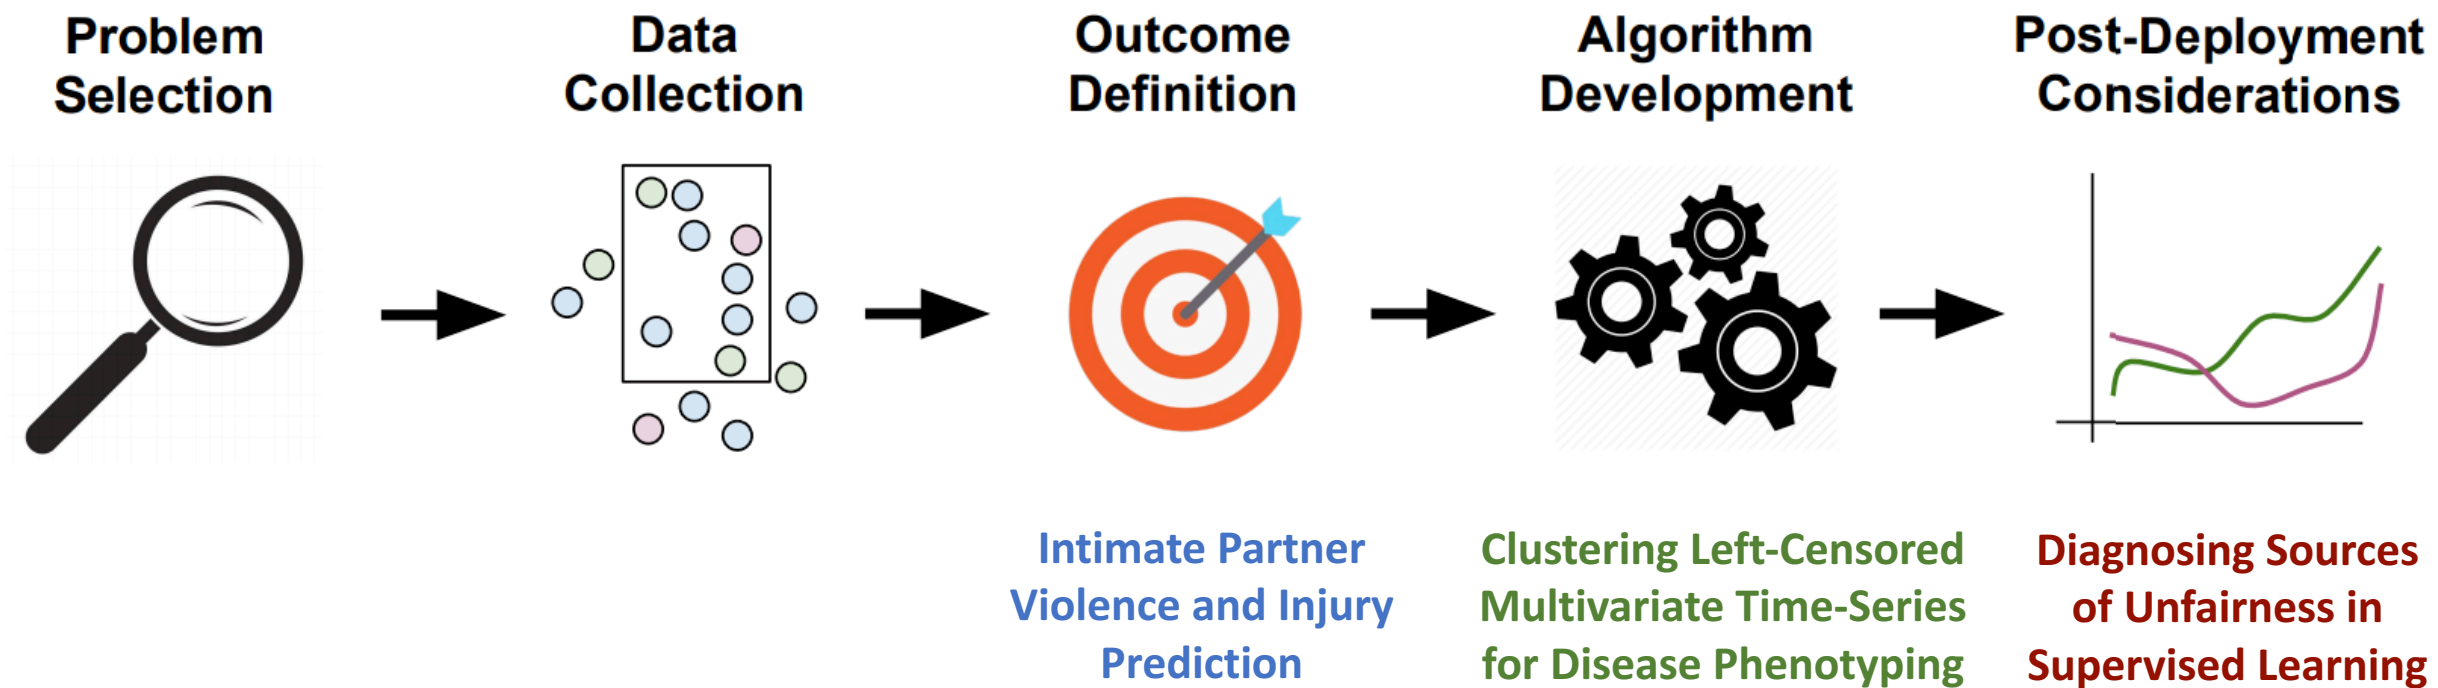 Problem
Selection
Data
Collection
Outcome
Definition
Algorithm
Development
Post-Deployment
Considerations
Intimate Partner
Violence and Injury
Prediction
Clustering Left-Censored
Multivariate Time-Series
for Disease Phenotyping
Diagnosing Sources
of Unfairness in
Supervised Learning